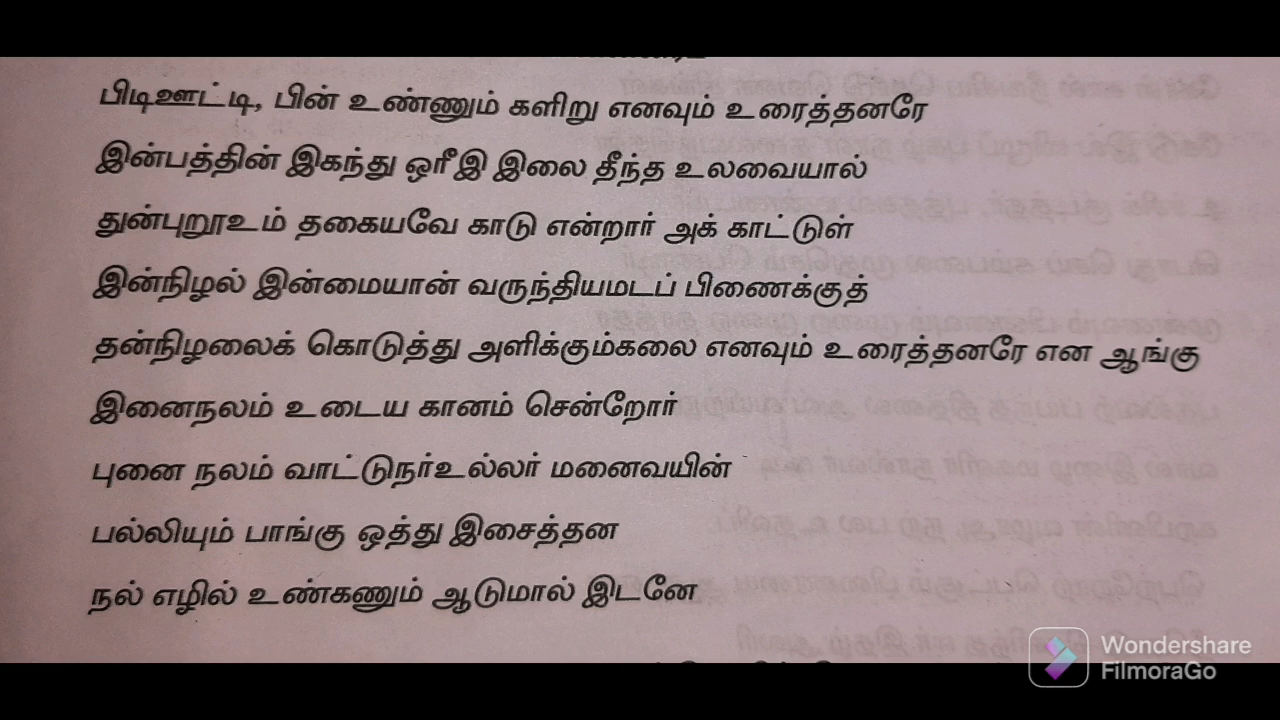 பிடிஊட்டி, பின் உண்ணும் களிறு எனவும் உரைத்தனரே
இன்பத்தின் இகந்து ஒரீஇ இலை தீந்த உலவையால்
துன்புறூஉம் தகையவே காடு என்றார் அக் காட்டுள்
இன்நிழல் இன்மையான் வருந்தியமடப் பிணைக்குத்
தன்நிழலைக் கொடுத்து அளிக்கும்கலை எனவும் உரைத்தனரே என ஆங்கு
இனைநலம் உடைய கானம் சென்றோர்
புனை நலம் வாட்டுநர்உல்லர் மனைவயின்
பல்லியும் பாங்கு ஒத்து இசைத்தன
நல் எழில் உண்கணும் ஆடுமால் இடனே
Wondershare
FilmoraGo